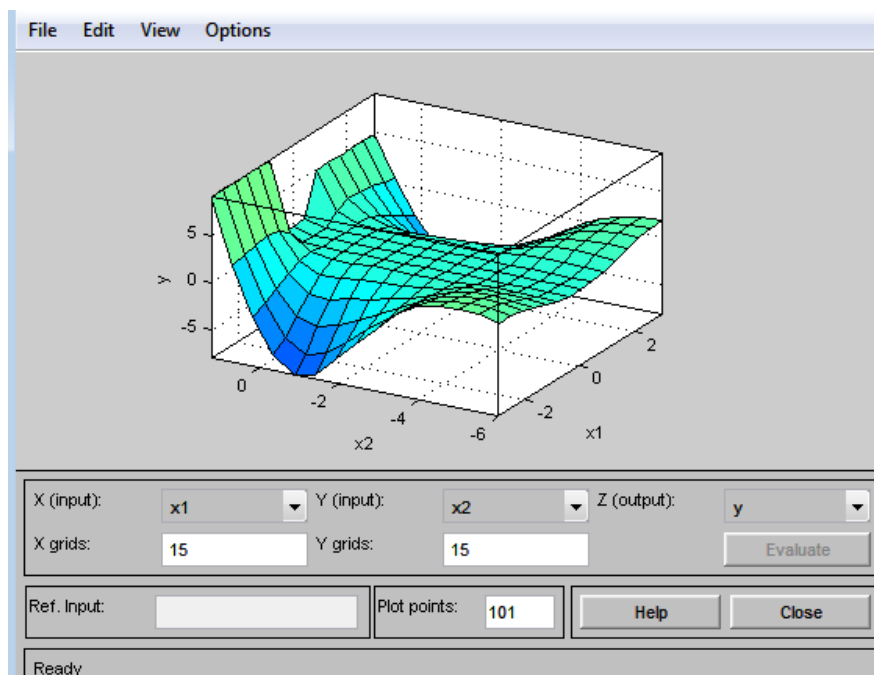 File Edit View Options
5
0
-5
y
0
-2
-4
-6
x2
-2
0
2
x1
X (input): x1 Y (input): x2 Z (output): y
X grids: 15 Y grids: 15 Evaluate
Ref. Input: Plot points: 101 Help Close
Ready